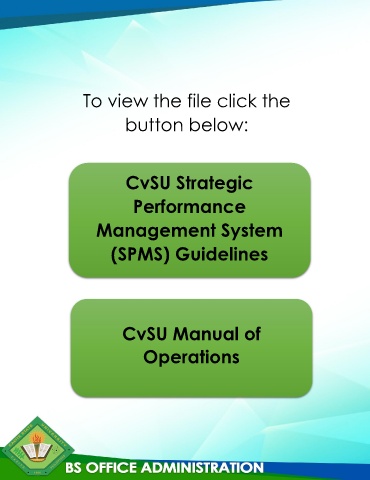 To view the file click the
button below:
CvSU Strategic
Performance
Management System
(SPMS) Guidelines
CvSU Manual of
Operations
BS OFFICE ADMINISTRATION